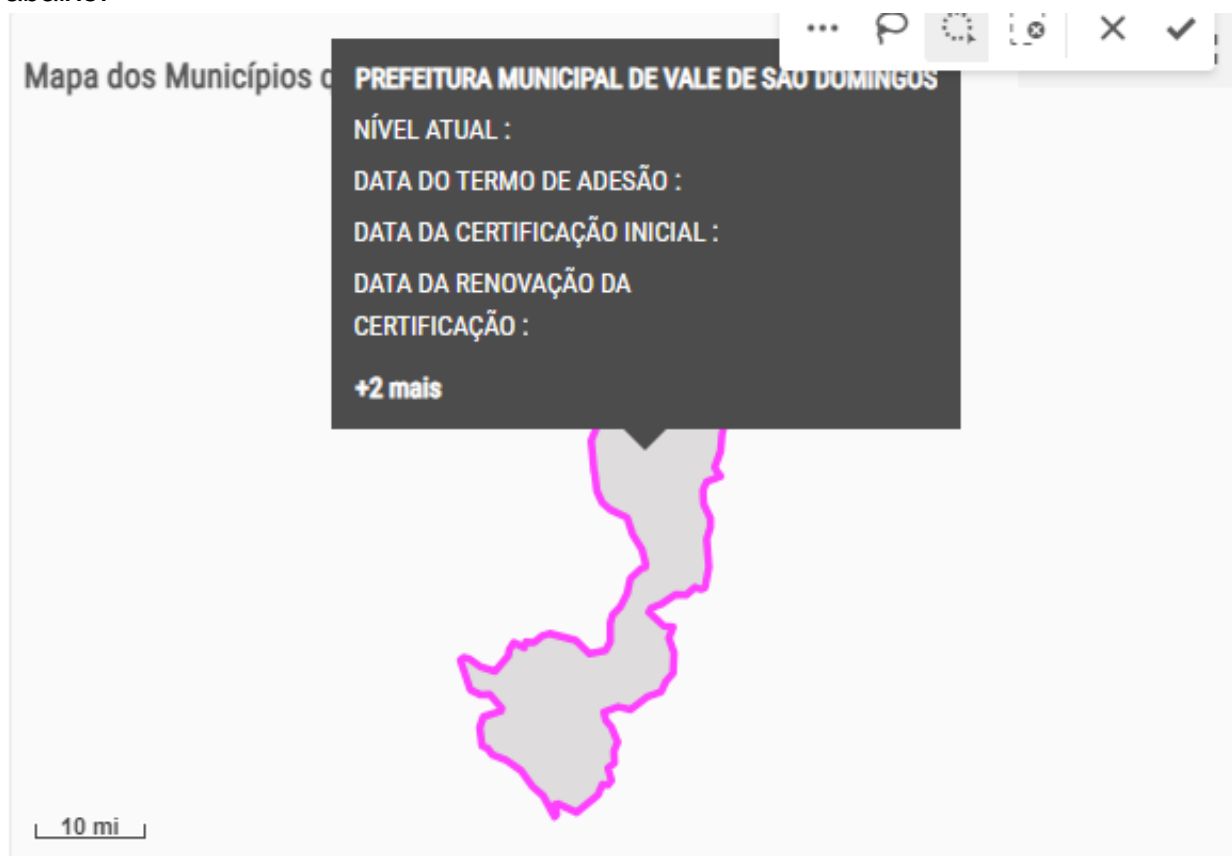 Mapa dos Municípios
PREFEITURA MUNICIPAL DE VALE DE SÃO DOMINGOS
NÍVEL ATUAL :
DATA DO TERMO DE ADESÃO :
DATA DA CERTIFICAÇÃO INICIAL :
DATA DA RENOVAÇÃO DA
CERTIFICAÇÃO :
+2 mais
10 mi